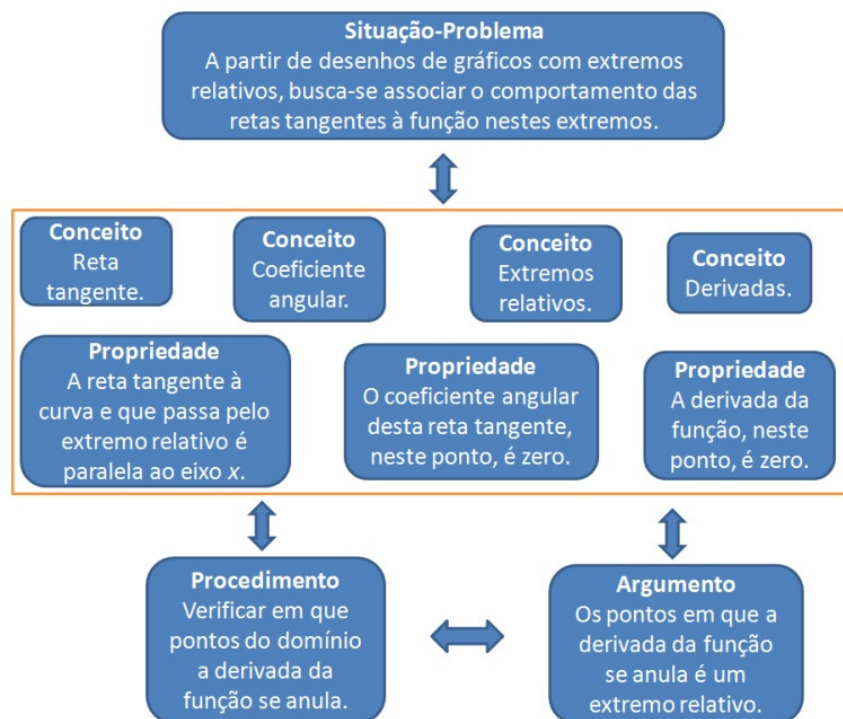 Situação-Problema
A partir de desenhos de gráficos com extremos
relativos, busca-se associar o comportamento das
retas tangentes à função nestes extremos.
Conceito
Reta
tangente.
Conceito
Coeficiente
angular.
Conceito
Extremos
relativos.
Conceito
Derivadas.
Propriedade
A reta tangente à
curva e que passa pelo
extremo relativo é
paralela ao eixo x.
Propriedade
O coeficiente angular
desta reta tangente,
neste ponto, é zero.
Propriedade
A derivada da
função, neste
ponto, é zero.
Procedimento
Verificar em que
pontos do domínio
a derivada da
função se anula.
Argumento
Os pontos em que a
derivada da função
se anula é um
extremo relativo.